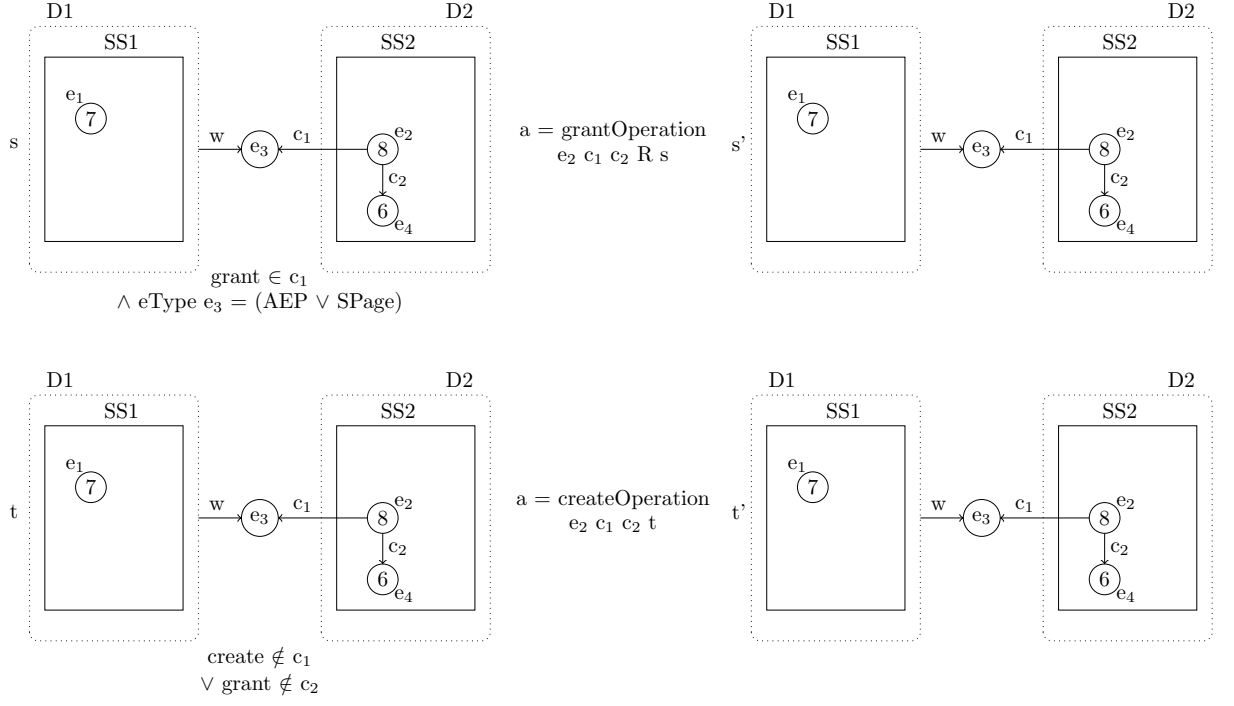 D1 D2 D1 D2
SS1 SS2 SS1 SS2
e₁ e₁
7 7
s w e₃ c₁ 8 e₂ a = grantOperation s’ w e₃ c₁ 8 e₂
e₂ c₁ c₂ R s
c₂ c₂
6 6
e₄ e₄
grant ∈ c₁
∧ eType e₃ = (AEP ∨ SPage)
D1 D2 D1 D2
SS1 SS2 SS1 SS2
e₁ e₁
7 7
t w e₃ c₁ 8 e₂ a = createOperation t’ w e₃ c₁ 8 e₂
e₂ c₁ c₂ t
c₂ c₂
6 6
e₄ e₄
create ∉ c₁
∨ grant ∉ c₂